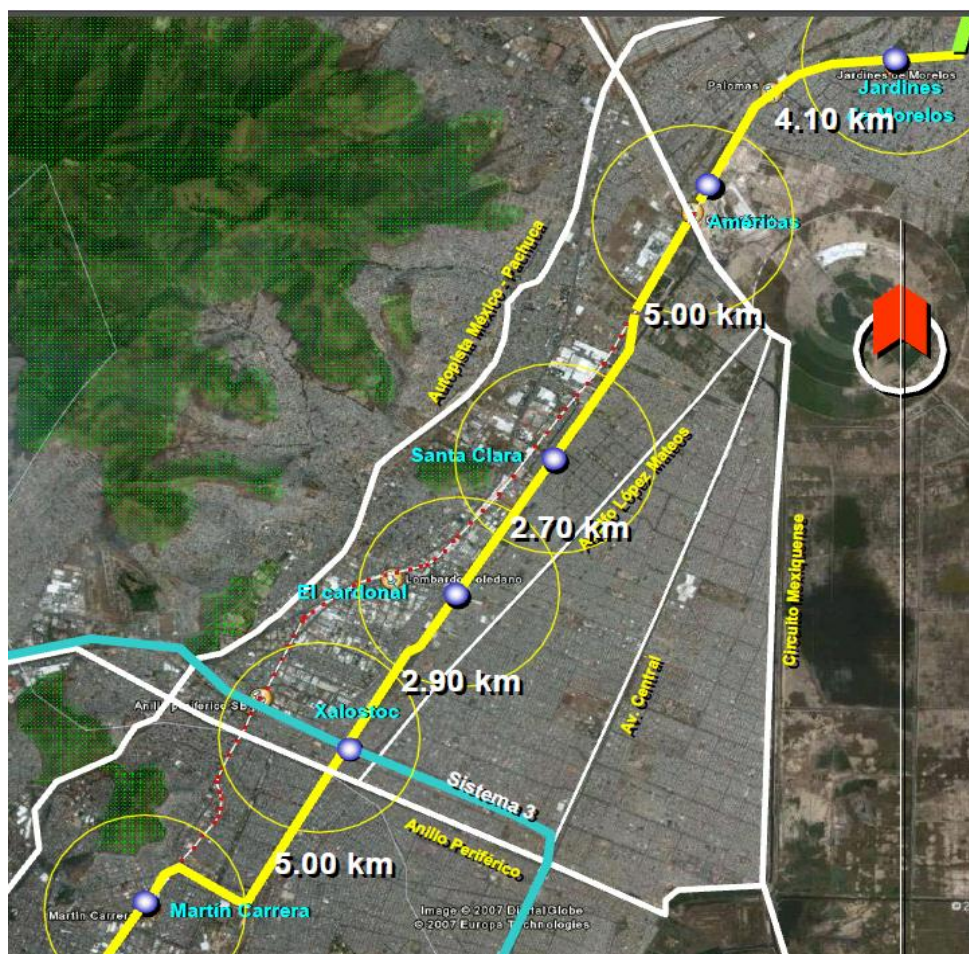 Jardines de Morelos
Palomas
Jardines
de Morelos
4.10 km
Américas
Autopista México - Pachuca
5.00 km
Santa Clara
Adolfo López Mateos
2.70 km
El cardonal
Lombardo Toledano
Circuito Mexiquense
2.90 km
Av. Central
Anillo periférico SB
Xalostoc
Sistema 3
Anillo Periférico
5.00 km
Martín Carrera
Martín Carrera
Image © 2007 DigitalGlobe
© 2007 Europa Technologies